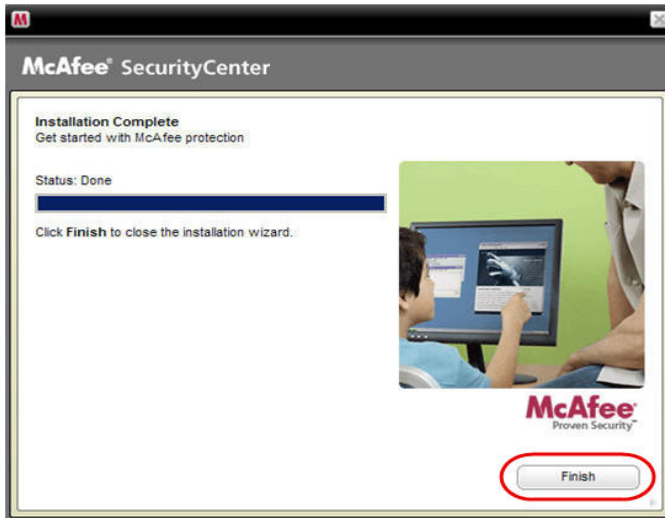 M
McAfee® SecurityCenter
Installation Complete
Get started with McAfee protection
Status: Done
Click Finish to close the installation wizard.
McAfee®
Proven Security™
Finish